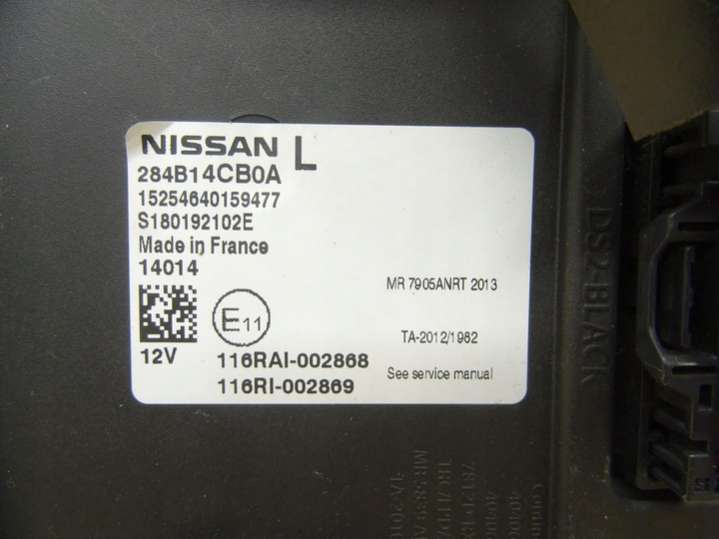 NISSAN L
284B14CB0A
15254640159477
S180192102E
Made in France
14014
MR 7905ANRT 2013
E11
TA-2012/1982
12V
116RAI-002868
116RI-002869
See service manual
DS2-BLACK